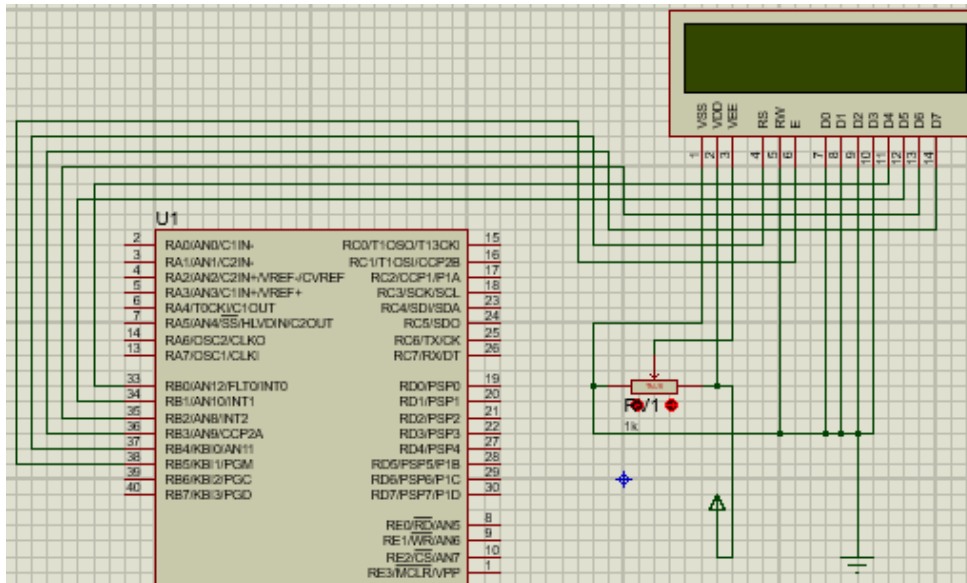 VSS VDD VEE RS RW E D0 D1 D2 D3 D4 D5 D6 D7
1 2 3 4 5 6 7 8 9 10 11 12 13 14
U1
2 RA0/AN0/C1IN- RC0/T1OSO/T13CKI 15
3 RA1/AN1/C2IN- RC1/T1OSI/CCP2B 16
4 RA2/AN2/C2IN+/VREF-/CVREF RC2/CCP1/P1A 17
5 RA3/AN3/C1IN+/VREF+ RC3/SCK/SCL 18
6 RA4/T0CKI/C1OUT RC4/SDI/SDA 23
7 RA5/AN4/SS/HLVDIN/C2OUT RC5/SDO 24
14 RA6/OSC2/CLKO RC6/TX/CK 25
13 RA7/OSC1/CLKI RC7/RX/DT 26
33 RB0/AN12/FLT0/INT0 RD0/PSP0 19
34 RB1/AN10/INT1 RD1/PSP1 20
35 RB2/AN8/INT2 RD2/PSP2 21
36 RB3/AN9/CCP2A RD3/PSP3 22
37 RB4/KBI0/AN11 RD4/PSP4 27
38 RB5/KBI1/PGM RD5/PSP5/P1B 28
39 RB6/KBI2/PGC RD6/PSP6/P1C 29
40 RB7/KBI3/PGD RD7/PSP7/P1D 30
RE0/RD/AN5 8
RE1/WR/AN6 9
RE2/CS/AN7 10
RE3/MCLR/VPP 1
RV1
1k